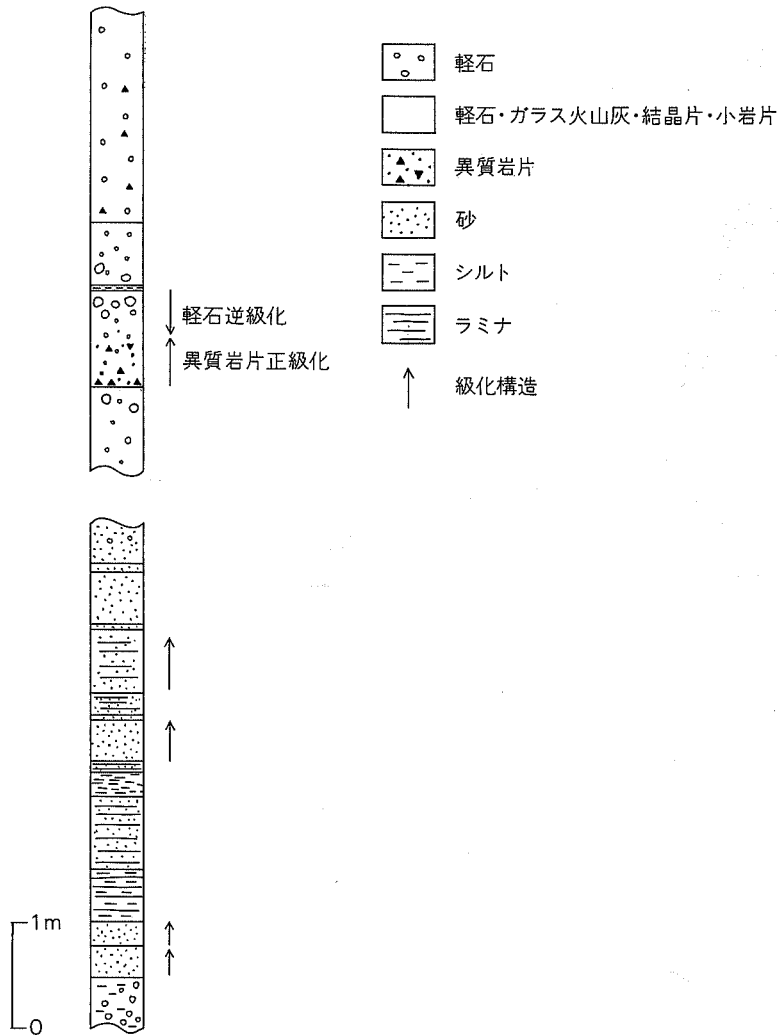 軽石
軽石・ガラス火山灰・結晶片・小岩片
異質岩片
砂
シルト
ラミナ
級化構造
軽石逆級化
異質岩片正級化
1m
0